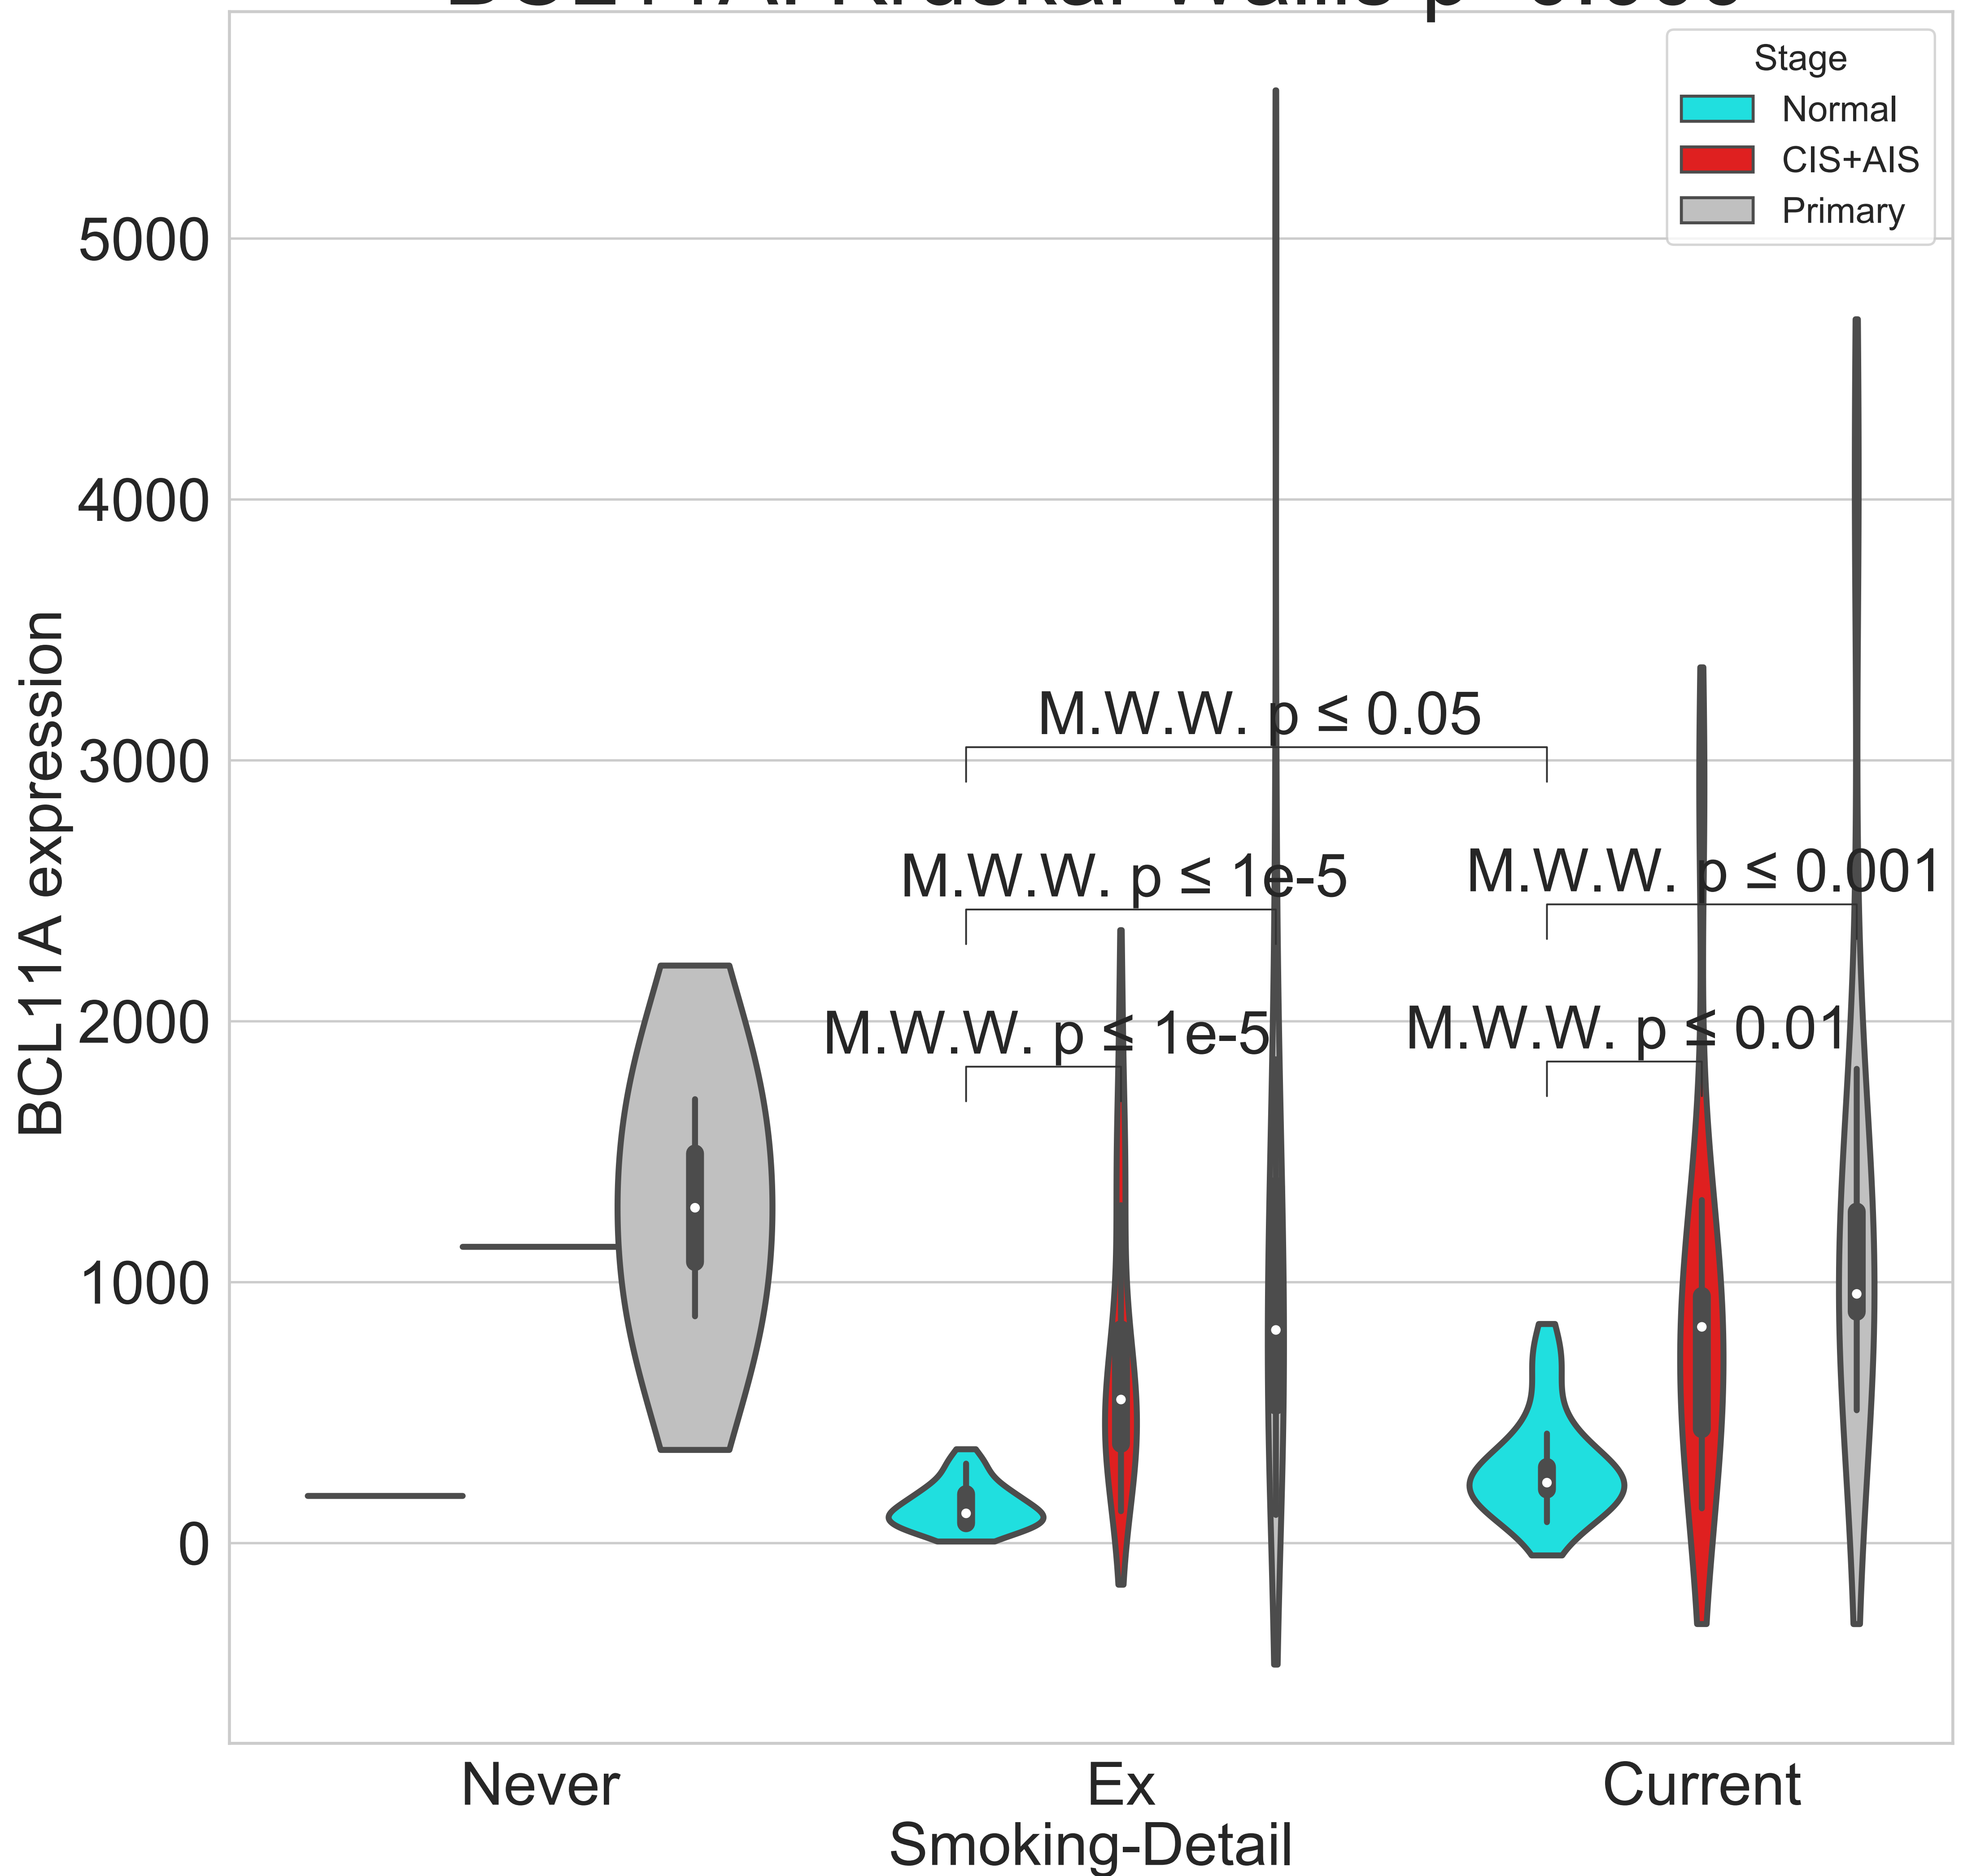 Stage
Normal
CIS+AIS
Primary
5000
4000
3000
2000
1000
0
BCL11A expression
M.W.W. p ≤ 0.05
M.W.W. p ≤ 1e-5
M.W.W. p ≤ 0.001
M.W.W. p ≤ 1e-5
M.W.W. p ≤ 0.01
Never
Ex
Current
Smoking-Detail